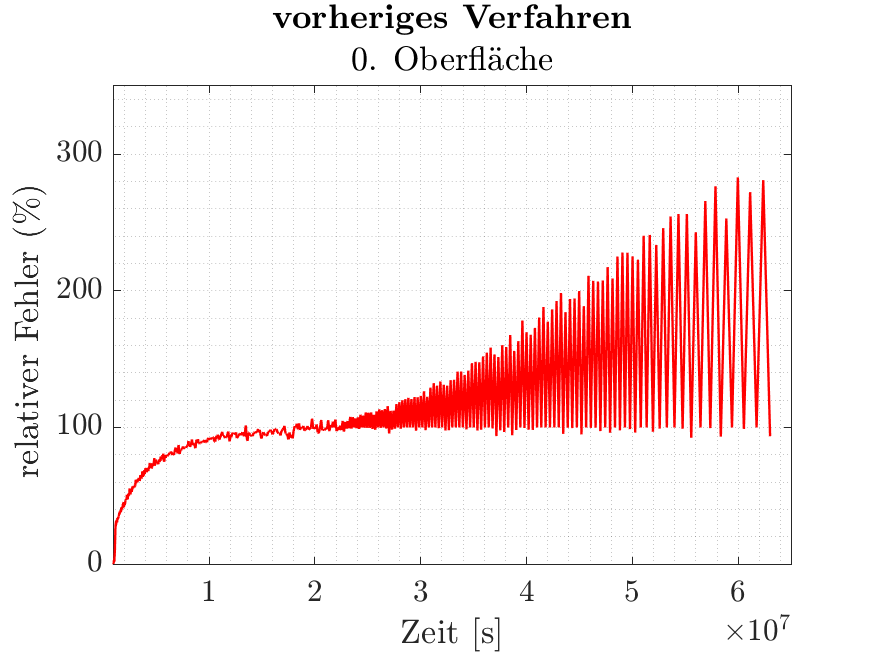 vorheriges Verfahren
0. Oberfläche
relativer Fehler (%)
300
200
100
0
1 2 3 4 5 6
×10⁷
Zeit [s]